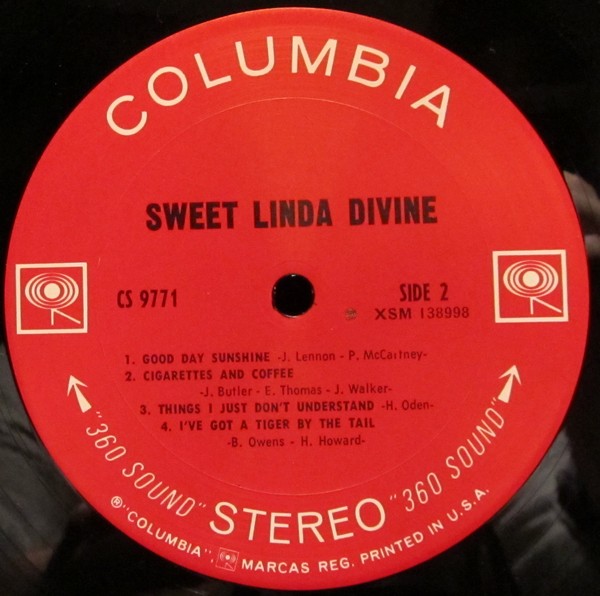 COLUMBIA
SWEET LINDA DIVINE
CS 9771
SIDE 2
XSM 138998
1. GOOD DAY SUNSHINE -J. Lennon - P. McCartney-
2. CIGARETTES AND COFFEE
-J. Butler - E. Thomas - J. Walker-
3. THINGS I JUST DON'T UNDERSTAND -H. Oden-
4. I'VE GOT A TIGER BY THE TAIL
-B. Owens - H. Howard-
"360 SOUND" STEREO "360 SOUND"
® "COLUMBIA", MARCAS REG. PRINTED IN U.S.A.